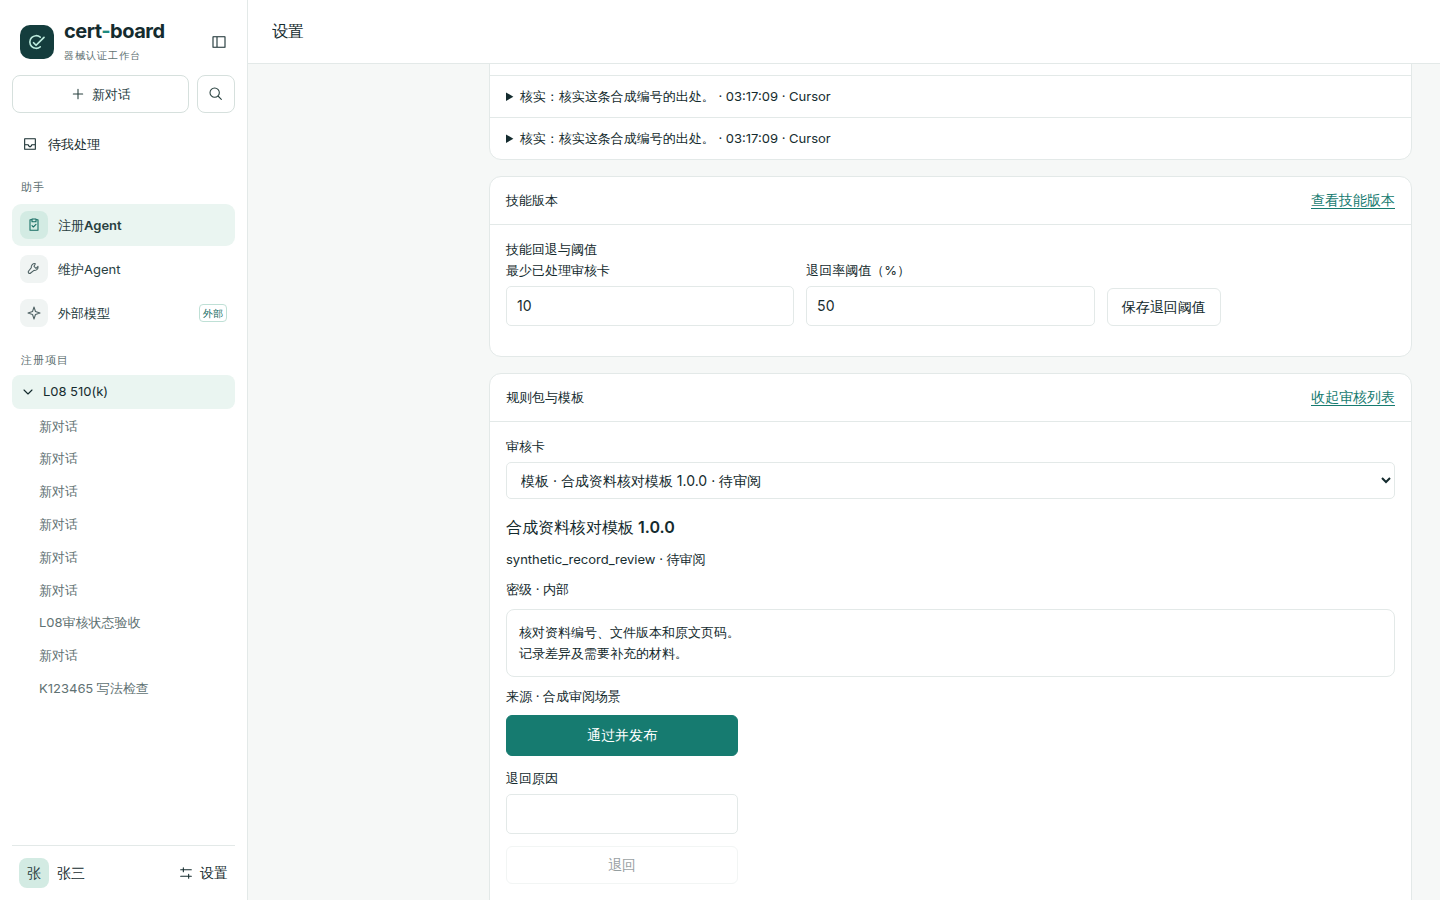 cert-board
器械认证工作台
新对话
待我处理
助手
注册Agent
维护Agent
外部模型
外部
注册项目
L08 510(k)
新对话
新对话
新对话
新对话
新对话
新对话
L08审核状态验收
新对话
K123465 写法检查
张
张三
设置
设置
核实：核实这条合成编号的出处。 · 03:17:09 · Cursor
核实：核实这条合成编号的出处。 · 03:17:09 · Cursor
技能版本
查看技能版本
技能回退与阈值
最少已处理审核卡
退回率阈值（%）
10
50
保存退回阈值
规则包与模板
收起审核列表
审核卡
模板 · 合成资料核对模板 1.0.0 · 待审阅
合成资料核对模板 1.0.0
synthetic_record_review · 待审阅
密级 · 内部
核对资料编号、文件版本和原文页码。
记录差异及需要补充的材料。
来源 · 合成审阅场景
通过并发布
退回原因
退回